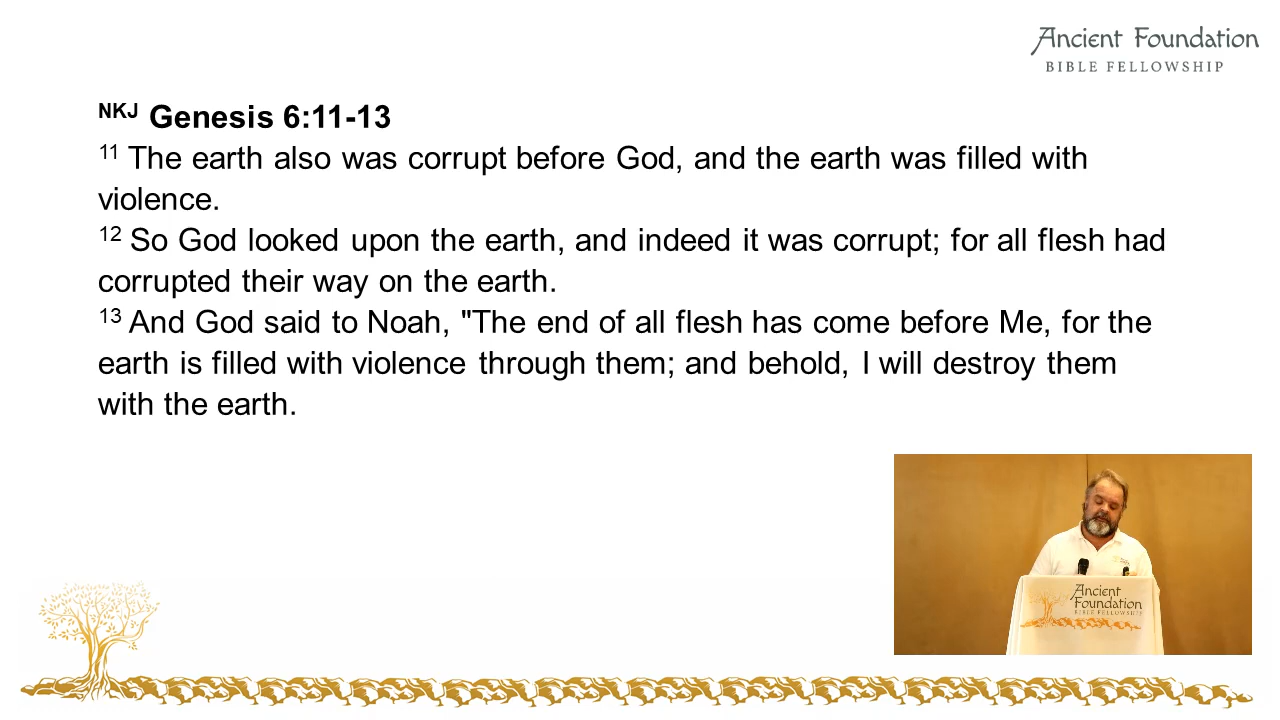 Ancient Foundation
BIBLE FELLOWSHIP
NKJ Genesis 6:11-13
11 The earth also was corrupt before God, and the earth was filled with
violence.
12 So God looked upon the earth, and indeed it was corrupt; for all flesh had
corrupted their way on the earth.
13 And God said to Noah, "The end of all flesh has come before Me, for the
earth is filled with violence through them; and behold, I will destroy them
with the earth.
Ancient
Foundation
BIBLE FELLOWSHIP